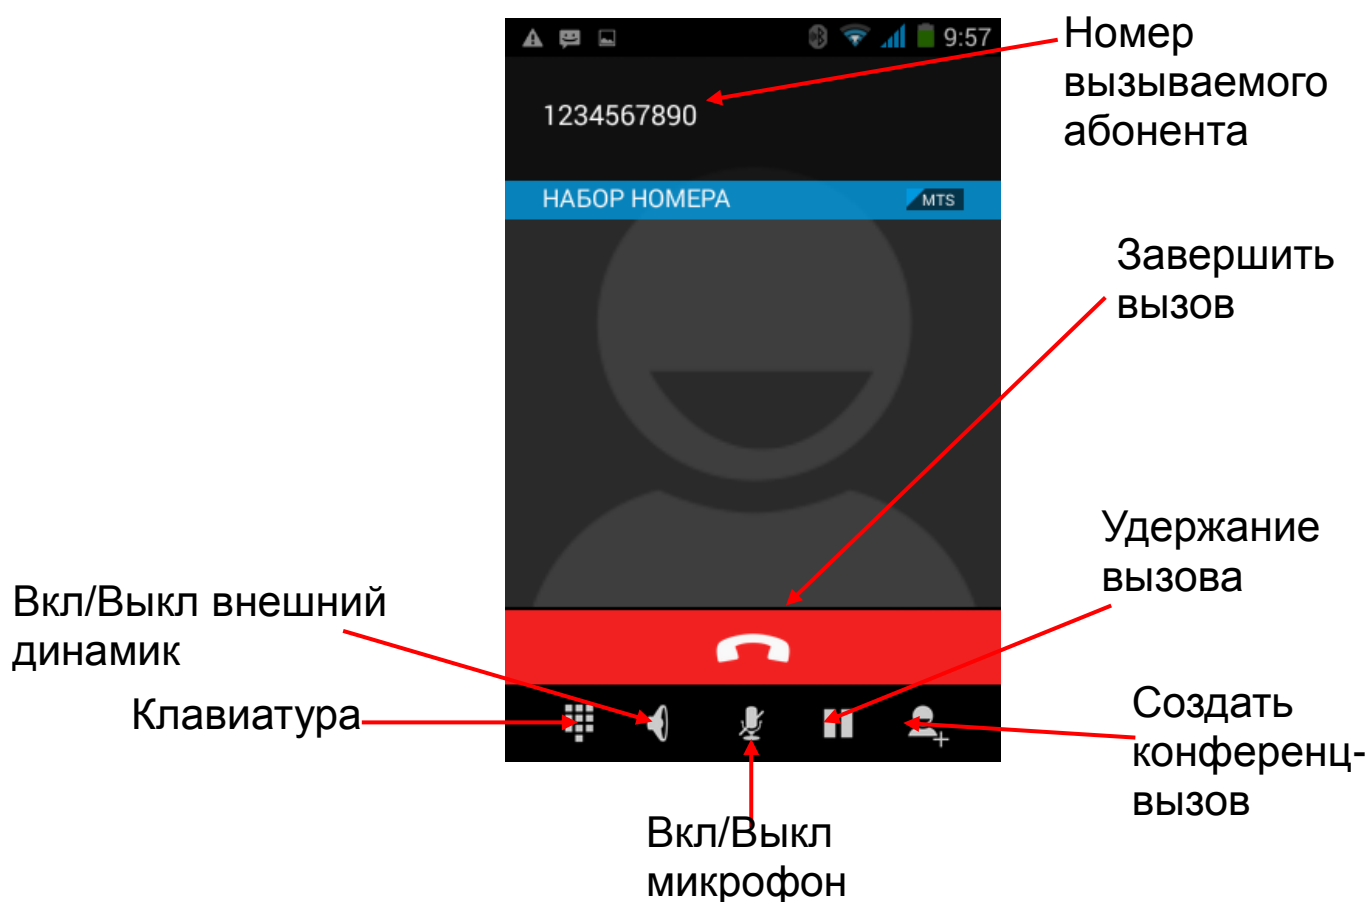 9:57
Номер
вызываемого
абонента
1234567890
НАБОР НОМЕРА MTS
Завершить
вызов
Удержание
вызова
Вкл/Выкл внешний
динамик
Клавиатура
Создать
конференц-
вызов
Вкл/Выкл
микрофон